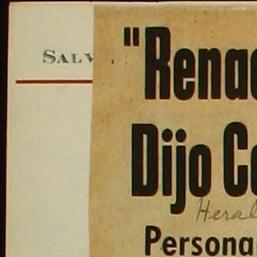 SALV
"Renac
Dijo Co
Heral
Persona